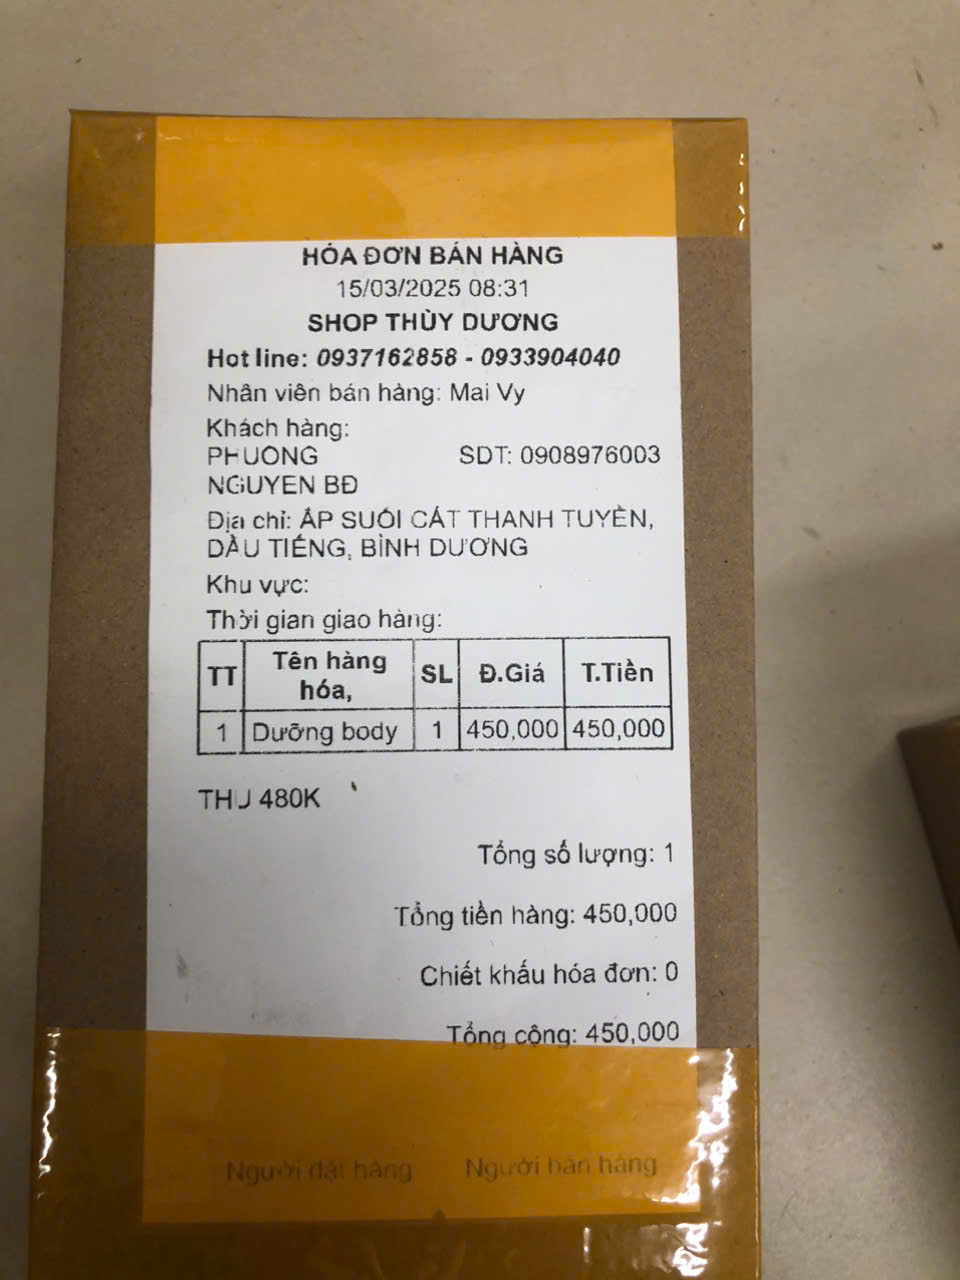 HÓA ĐƠN BÁN HÀNG
15/03/2025 08:31
SHOP THÙY DƯƠNG
Hot line: 0937162858 - 0933904040
Nhân viên bán hàng: Mai Vy
Khách hàng:
PHUONG SDT: 0908976003
NGUYEN BĐ
Địa chỉ: ẤP SUỐI CÁT THANH TUYỀN,
DẦU TIẾNG, BÌNH DƯƠNG
Khu vực:
Thời gian giao hàng:
TT Tên hàng hóa, SL Đ.Giá T.Tiền
1 Dưỡng body 1 450,000 450,000
THU 480K
Tổng số lượng: 1
Tổng tiền hàng: 450,000
Chiết khấu hóa đơn: 0
Tổng cộng: 450,000
Người đặt hàng Người bán hàng